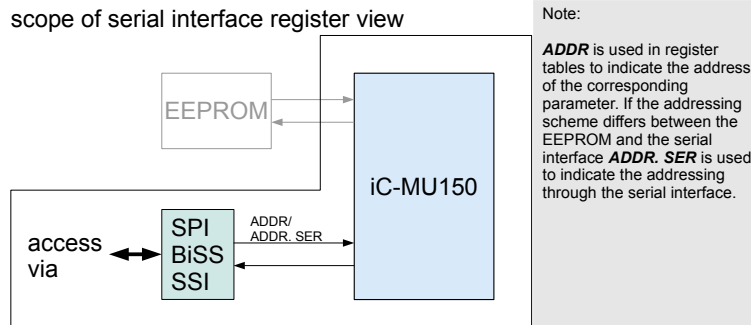 scope of serial interface register view
EEPROM
iC-MU150
access
via
SPI
BiSS
SSI
ADDR/
ADDR. SER
Note:
ADDR is used in register
tables to indicate the address
of the corresponding
parameter. If the addressing
scheme differs between the
EEPROM and the serial
interface ADDR. SER is used
to indicate the addressing
through the serial interface.